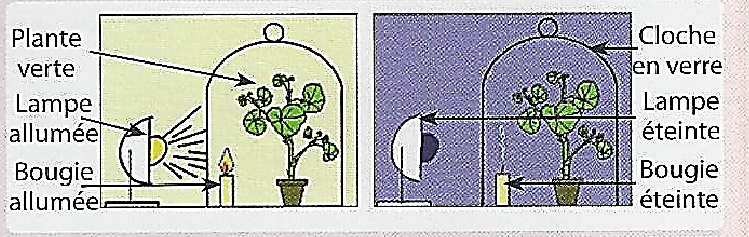 Plante
verte
Lampe
allumée
Bougie
allumée
Cloche
en verre
Lampe
éteinte
Bougie
éteinte